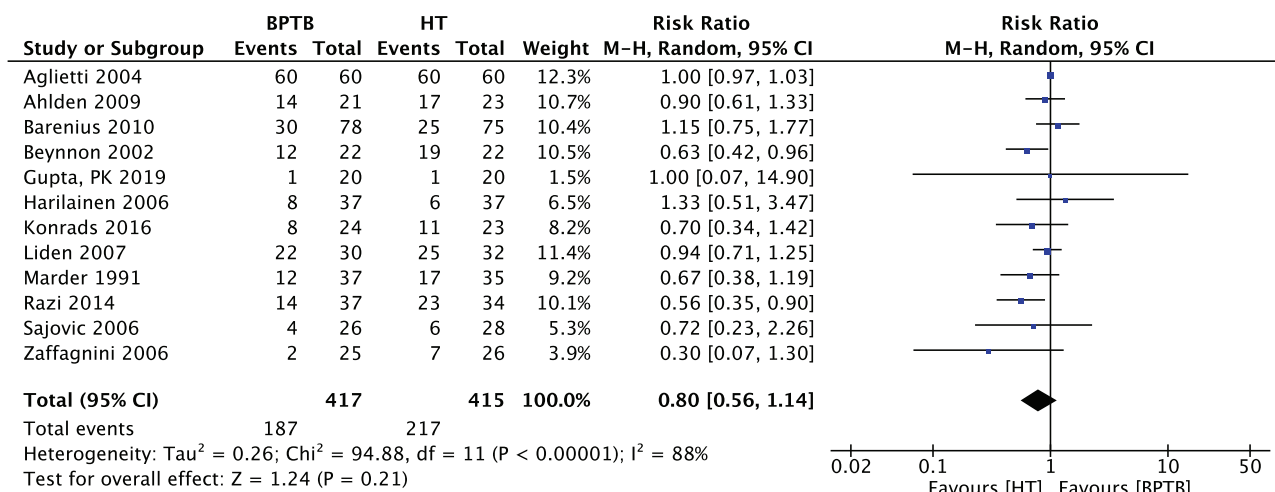 BPTB HT Risk Ratio Risk Ratio
Study or Subgroup Events Total Events Total Weight M-H, Random, 95% CI M-H, Random, 95% CI
Aglietti 2004 60 60 60 60 12.3% 1.00 [0.97, 1.03]
Ahlden 2009 14 21 17 23 10.7% 0.90 [0.61, 1.33]
Barenius 2010 30 78 25 75 10.4% 1.15 [0.75, 1.77]
Beynnon 2002 12 22 19 22 10.5% 0.63 [0.42, 0.96]
Gupta, PK 2019 1 20 1 20 1.5% 1.00 [0.07, 14.90]
Harilainen 2006 8 37 6 37 6.5% 1.33 [0.51, 3.47]
Konrads 2016 8 24 11 23 8.2% 0.70 [0.34, 1.42]
Liden 2007 22 30 25 32 11.4% 0.94 [0.71, 1.25]
Marder 1991 12 37 17 35 9.2% 0.67 [0.38, 1.19]
Razi 2014 14 37 23 34 10.1% 0.56 [0.35, 0.90]
Sajovic 2006 4 26 6 28 5.3% 0.72 [0.23, 2.26]
Zaffagnini 2006 2 25 7 26 3.9% 0.30 [0.07, 1.30]
Total (95% CI) 417 415 100.0% 0.80 [0.56, 1.14]
Total events 187 217
Heterogeneity: Tau² = 0.26; Chi² = 94.88, df = 11 (P < 0.00001); I² = 88%
Test for overall effect: Z = 1.24 (P = 0.21)
0.02 0.1 1 10 50
Favours [HT] Favours [BPTB]